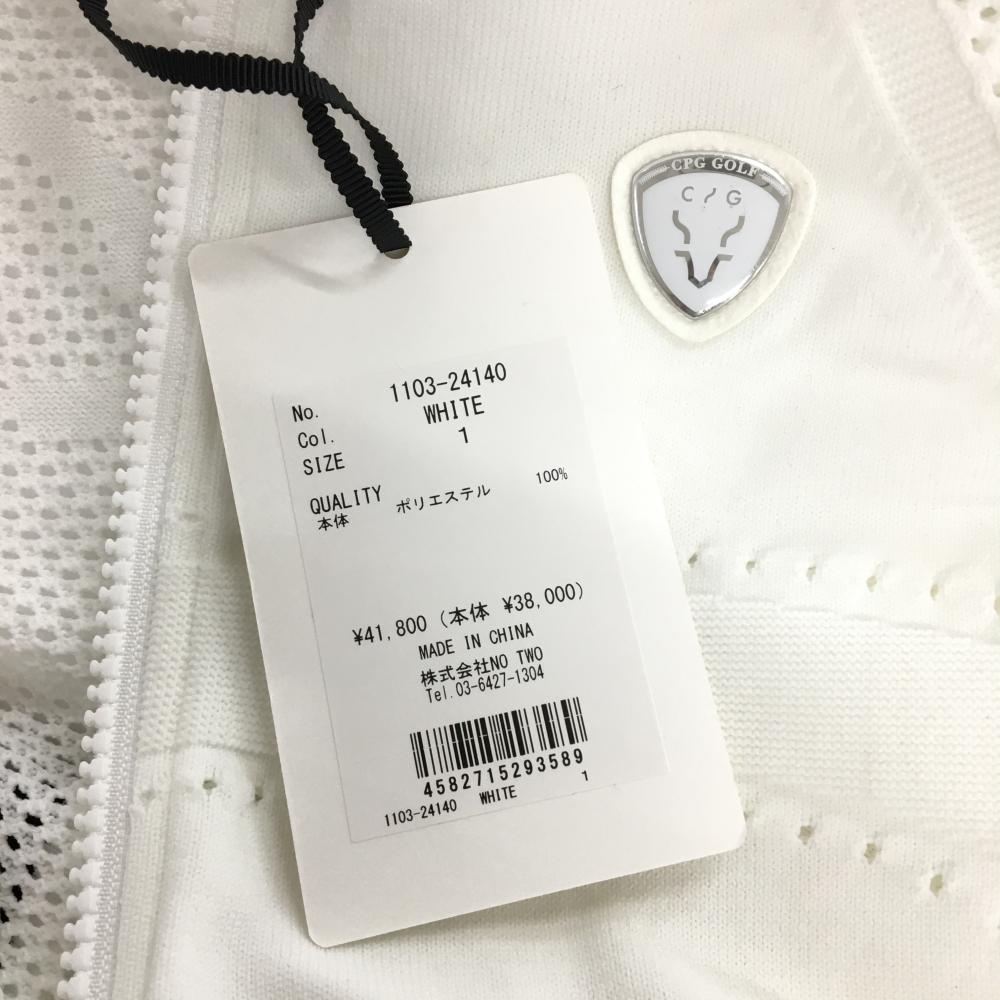 CPG GOLF
C G
No. 1103-24140
Col. WHITE
SIZE 1
QUALITY
本体 ポリエステル 100%
¥41,800 (本体 ¥38,000)
MADE IN CHINA
株式会社NO TWO
Tel.03-6427-1304
4582715293589
1103-24140 WHITE 1